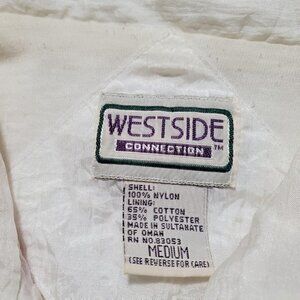 WESTSIDE
CONNECTION TM
SHELL:
100% NYLON
LINING:
65% COTTON
35% POLYESTER
MADE IN SULTANATE
OF OMAN
RN NO.83053
MEDIUM
(SEE REVERSE FOR CARE)